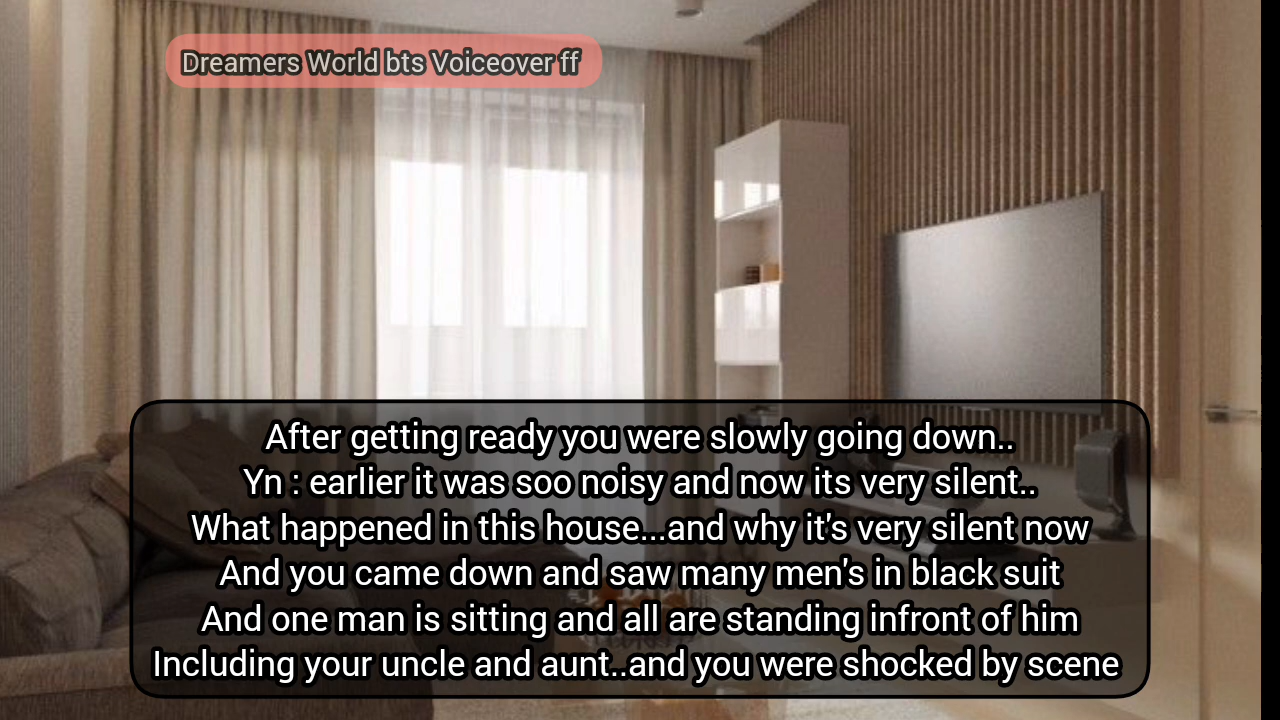 Dreamers World bts Voiceover ff
After getting ready you were slowly going down..
Yn : earlier it was soo noisy and now its very silent..
What happened in this house...and why it's very silent now
And you came down and saw many men's in black suit
And one man is sitting and all are standing infront of him
Including your uncle and aunt..and you were shocked by scene